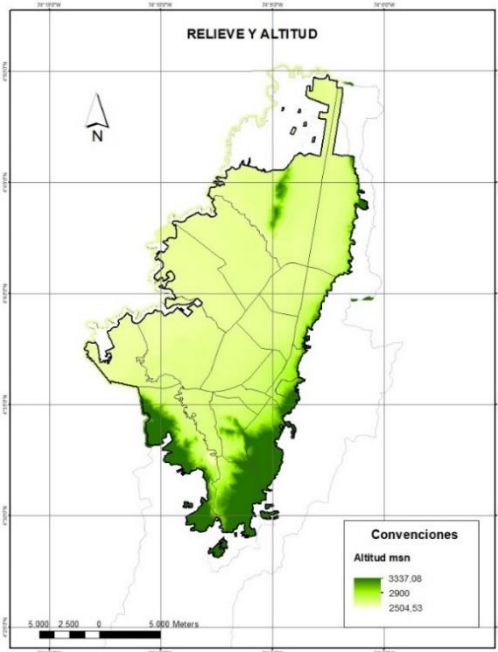 RELIEVE Y ALTITUD
N
Convenciones
Altitud msn
3337,08
2900
2504,53
5.000 2.500 0 5.000 Meters